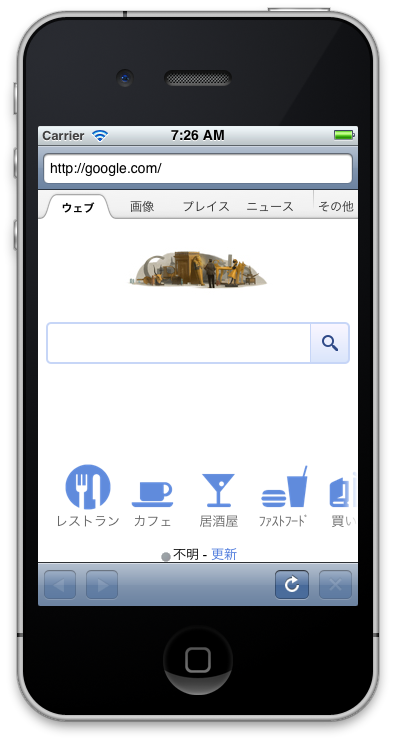 Carrier 7:26 AM
http://google.com/
ウェブ 画像 プレイス ニュース その他
レストラン カフェ 居酒屋 ﾌｧｽﾄﾌｰﾄﾞ 買い
不明 - 更新